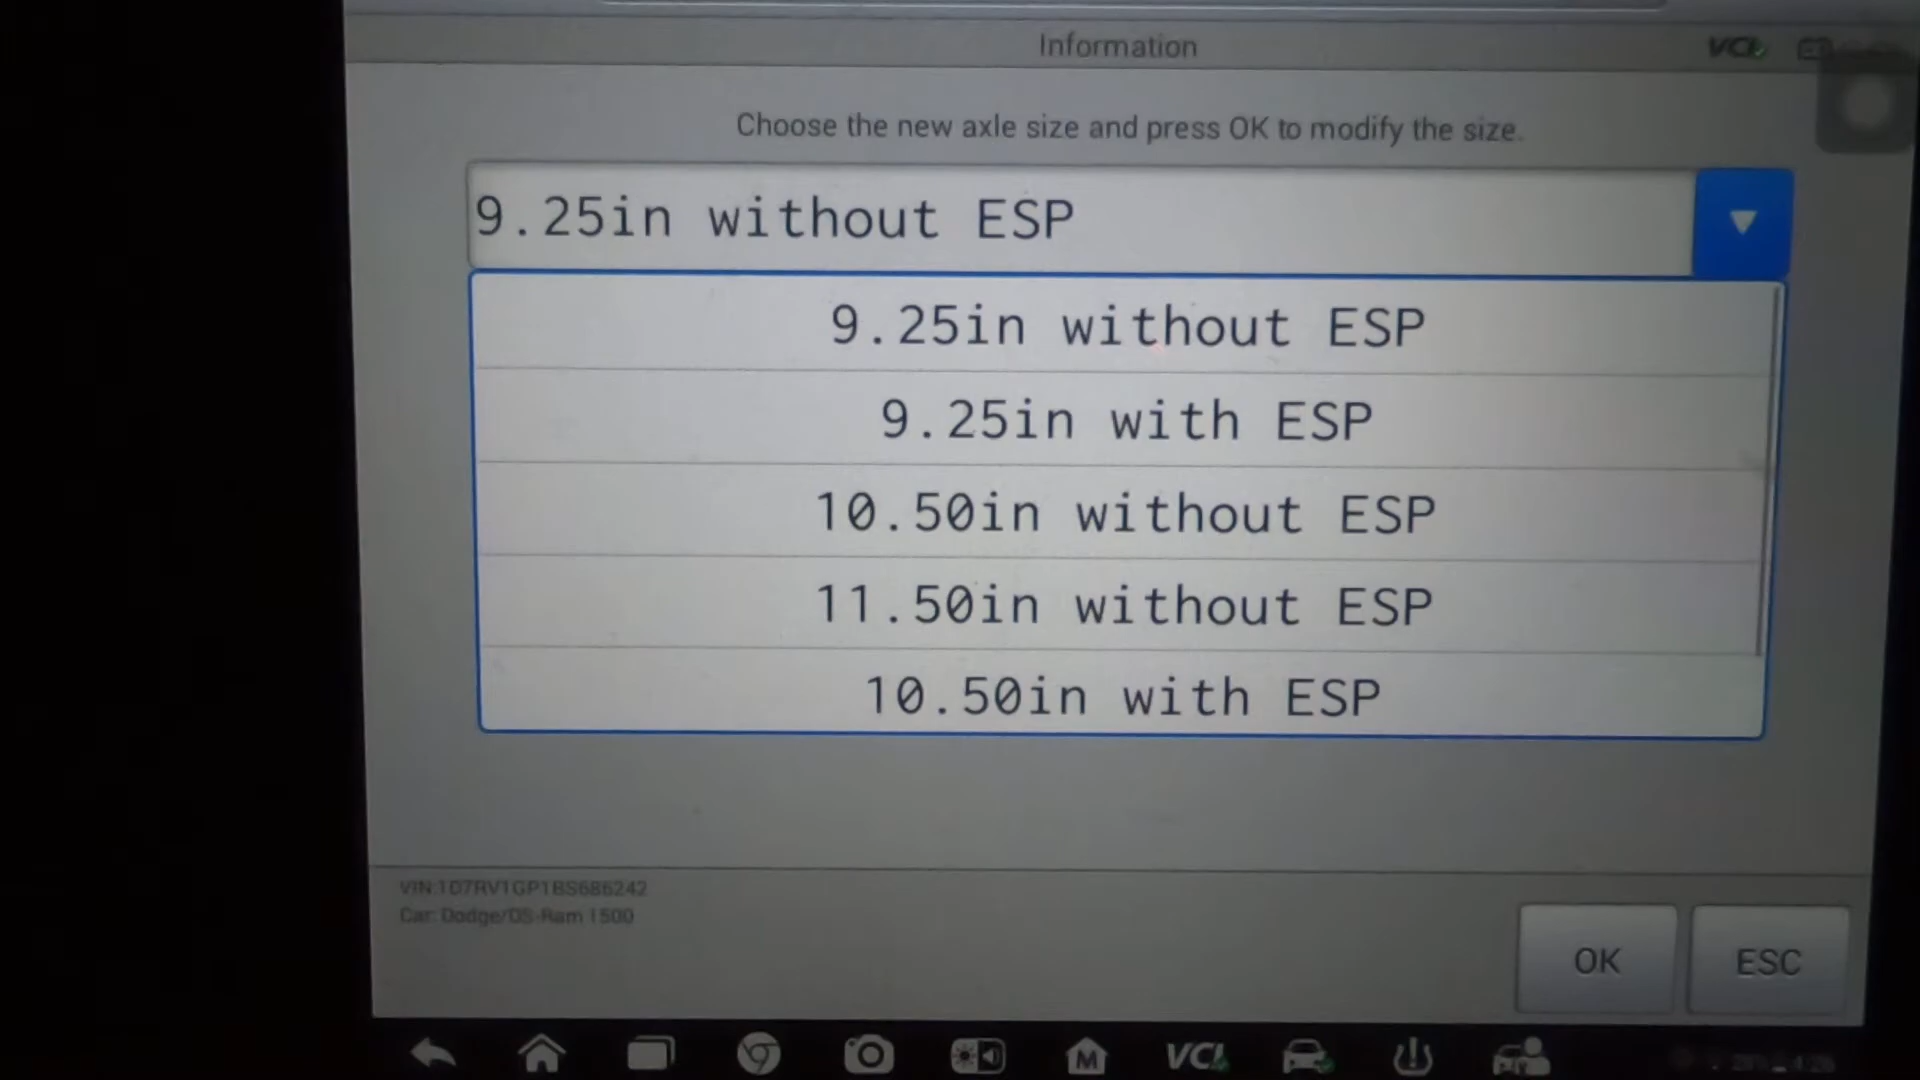 Information
VCI
Choose the new axle size and press OK to modify the size.
9.25in without ESP
9.25in without ESP
9.25in with ESP
10.50in without ESP
11.50in without ESP
10.50in with ESP
VIN:1D7RV1GP1BS686242
Car: Dodge/DS-Ram 1500
OK
ESC
M
VCI